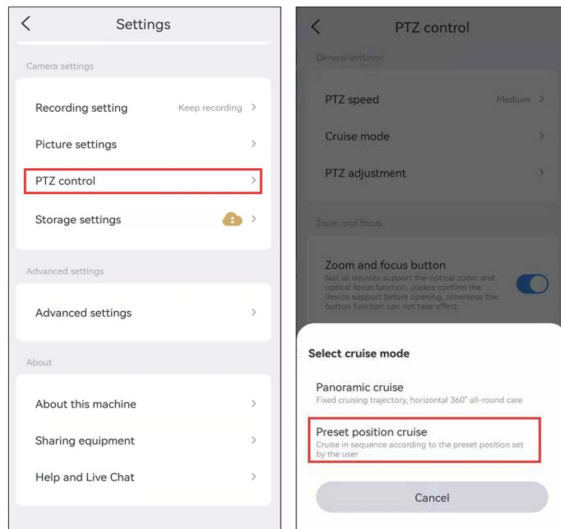 Settings
Camera settings
Recording setting Keep recording
Picture settings
PTZ control
Storage settings
Advanced settings
Advanced settings
About
About this machine
Sharing equipment
Help and Live Chat
PTZ control
General settings
PTZ speed Medium
Cruise mode
PTZ adjustment
Zoom and focus
Zoom and focus button
Not all devices support the optical zoom and
optical focus function, please confirm the
device support before opening, otherwise the
button function can not take effect
Select cruise mode
Panoramic cruise
Fixed cruising trajectory, horizontal 360° all-round care
Preset position cruise
Cruise in sequence according to the preset position set
by the user
Cancel